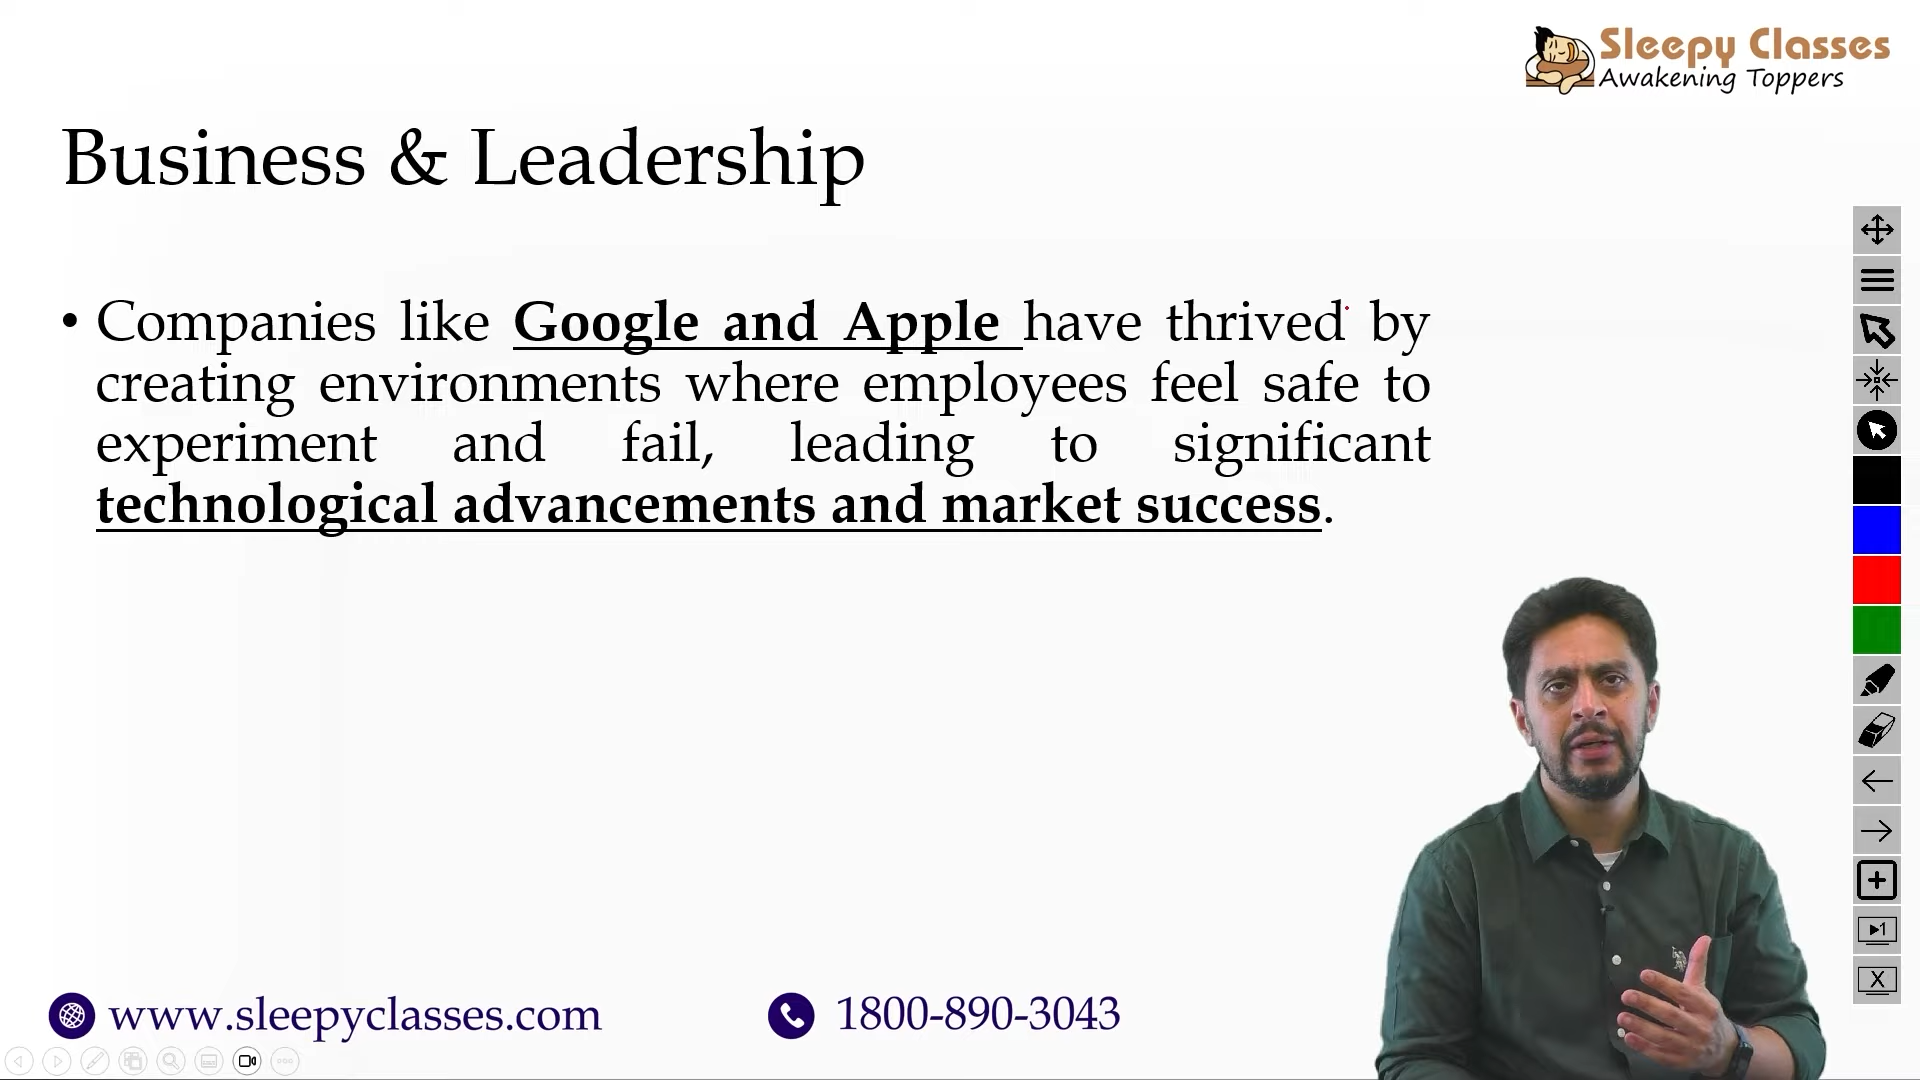 Sleepy Classes
Awakening Toppers
Business & Leadership
• Companies like Google and Apple have thrived by
creating environments where employees feel safe to
experiment and fail, leading to significant
technological advancements and market success.
www.sleepyclasses.com
1800-890-3043
1
X